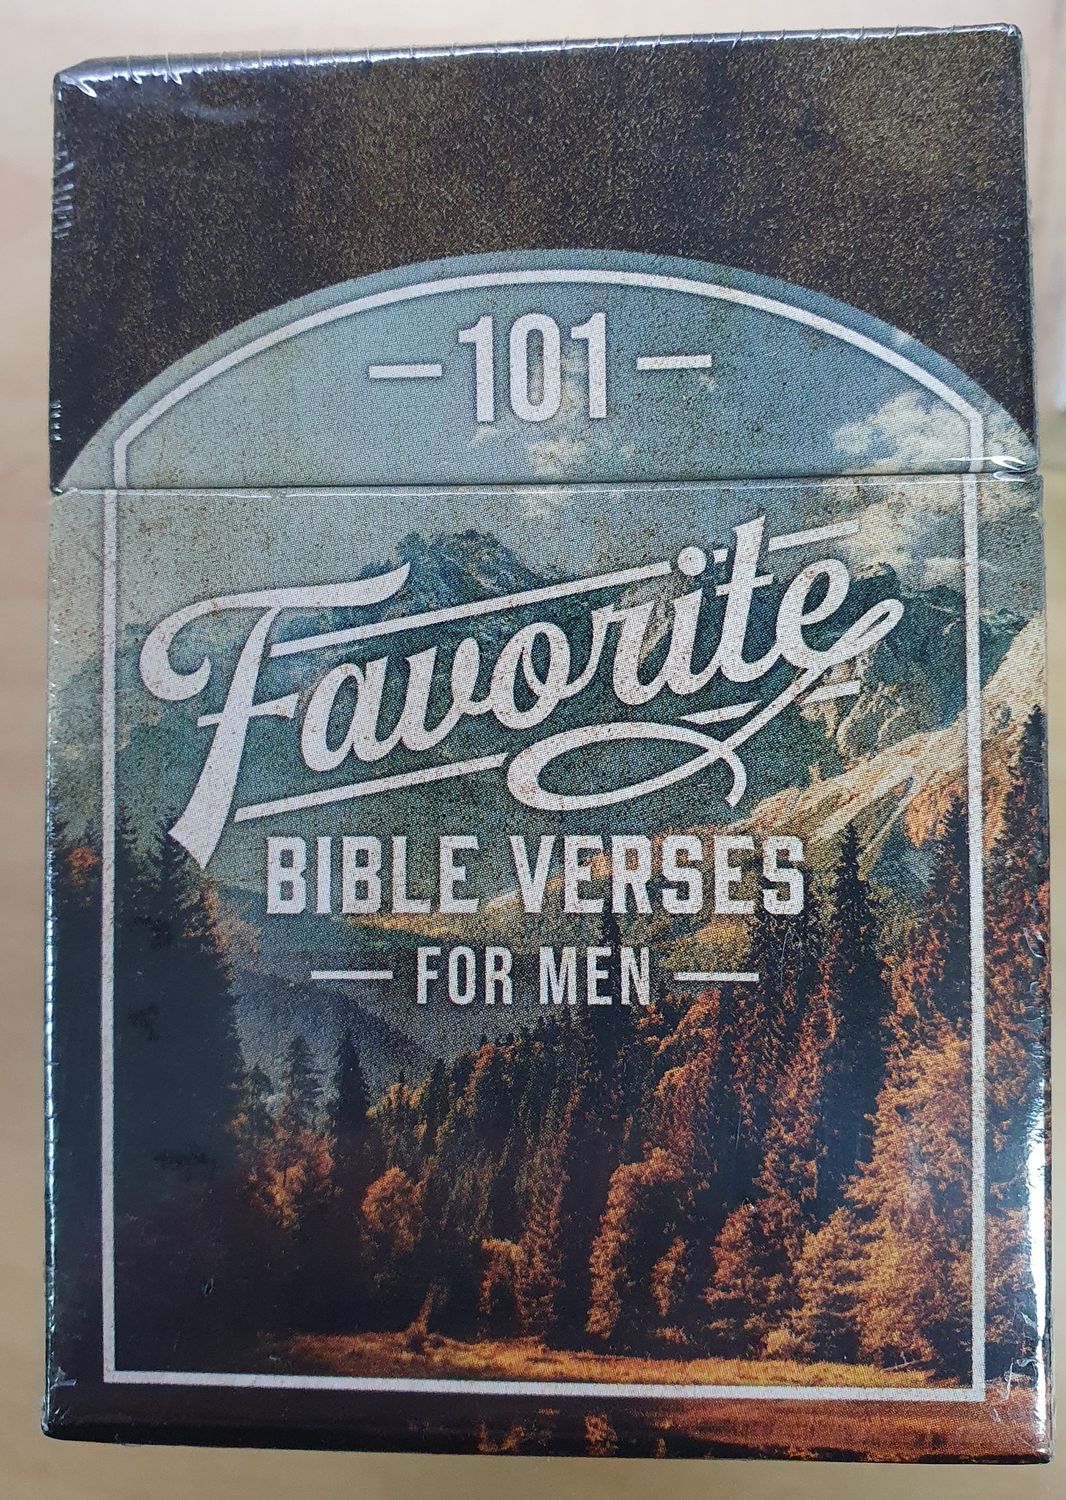 101
Favorite
BIBLE VERSES
FOR MEN